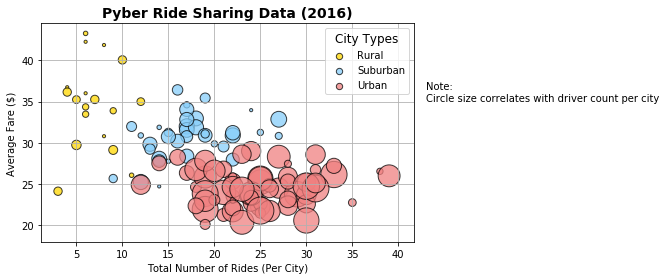 Pyber Ride Sharing Data (2016)
City Types
Rural
Suburban
Urban
Note:
Circle size correlates with driver count per city
Average Fare ($)
40
35
30
25
20
5 10 15 20 25 30 35 40
Total Number of Rides (Per City)